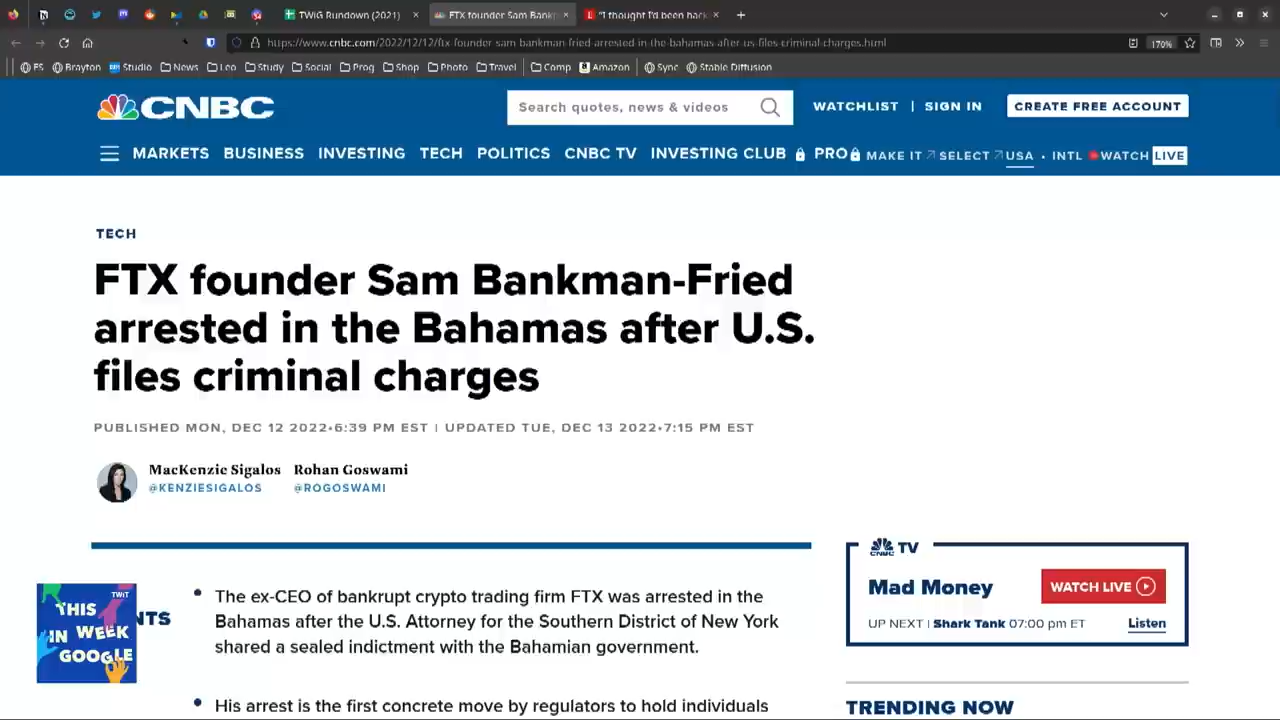 TWiG Rundown (2021)
FTX founder Sam Bankm
"I thought I'd been hack
https://www.cnbc.com/2022/12/12/ftx-founder-sam-bankman-fried-arrested-in-the-bahamas-after-us-files-criminal-charges.html
170%
FS Brayton Studio News Leo Study Social Prog Shop Photo Travel Comp Amazon Sync Stable Diffusion
CNBC
Search quotes, news & videos
WATCHLIST | SIGN IN
CREATE FREE ACCOUNT
MARKETS BUSINESS INVESTING TECH POLITICS CNBC TV INVESTING CLUB PRO MAKE IT SELECT USA • INTL WATCH LIVE
TECH
FTX founder Sam Bankman-Fried
arrested in the Bahamas after U.S.
files criminal charges
PUBLISHED MON, DEC 12 2022•6:39 PM EST | UPDATED TUE, DEC 13 2022•7:15 PM EST
MacKenzie Sigalos Rohan Goswami
@KENZIESIGALOS @ROGOSWAMI
NTS
• The ex-CEO of bankrupt crypto trading firm FTX was arrested in the
Bahamas after the U.S. Attorney for the Southern District of New York
shared a sealed indictment with the Bahamian government.
• His arrest is the first concrete move by regulators to hold individuals
TWiT
THIS
IN WEEK
GOOGLE
CNBC TV
Mad Money
WATCH LIVE
UP NEXT | Shark Tank 07:00 pm ET
Listen
TRENDING NOW